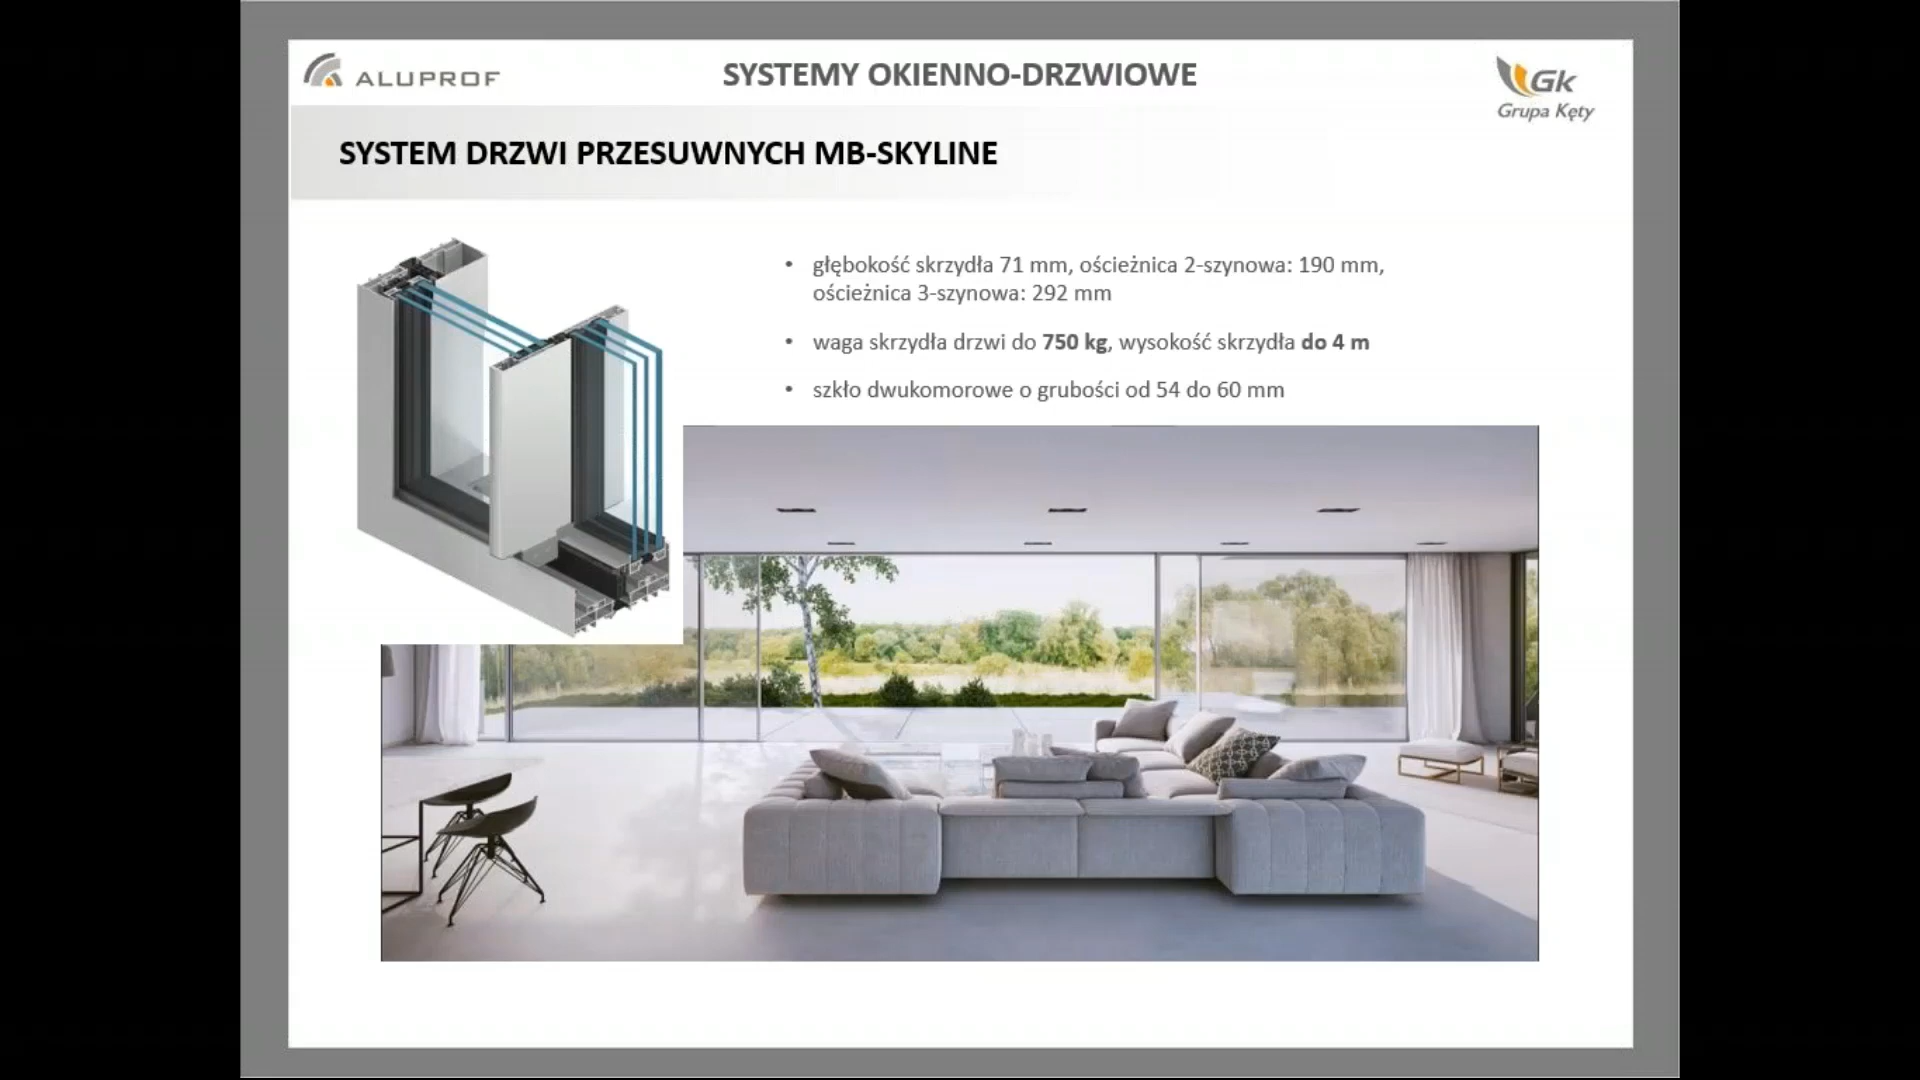 ALUPROF
SYSTEMY OKIENNO-DRZWIOWE
Gk
Grupa Kęty
SYSTEM DRZWI PRZESUWNYCH MB-SKYLINE
• głębokość skrzydła 71 mm, ościeżnica 2-szynowa: 190 mm,
ościeżnica 3-szynowa: 292 mm
• waga skrzydła drzwi do 750 kg, wysokość skrzydła do 4 m
• szkło dwukomorowe o grubości od 54 do 60 mm